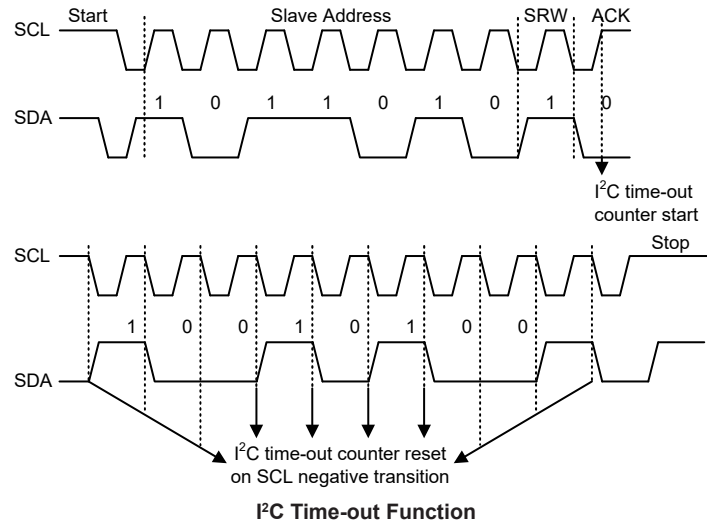 Start Slave Address SRW ACK
SCL
1 0 1 1 0 1 0 1 0
SDA
I²C time-out
counter start
Stop
SCL
1 0 0 1 0 1 0 0
SDA
I²C time-out counter reset
on SCL negative transition
I²C Time-out Function